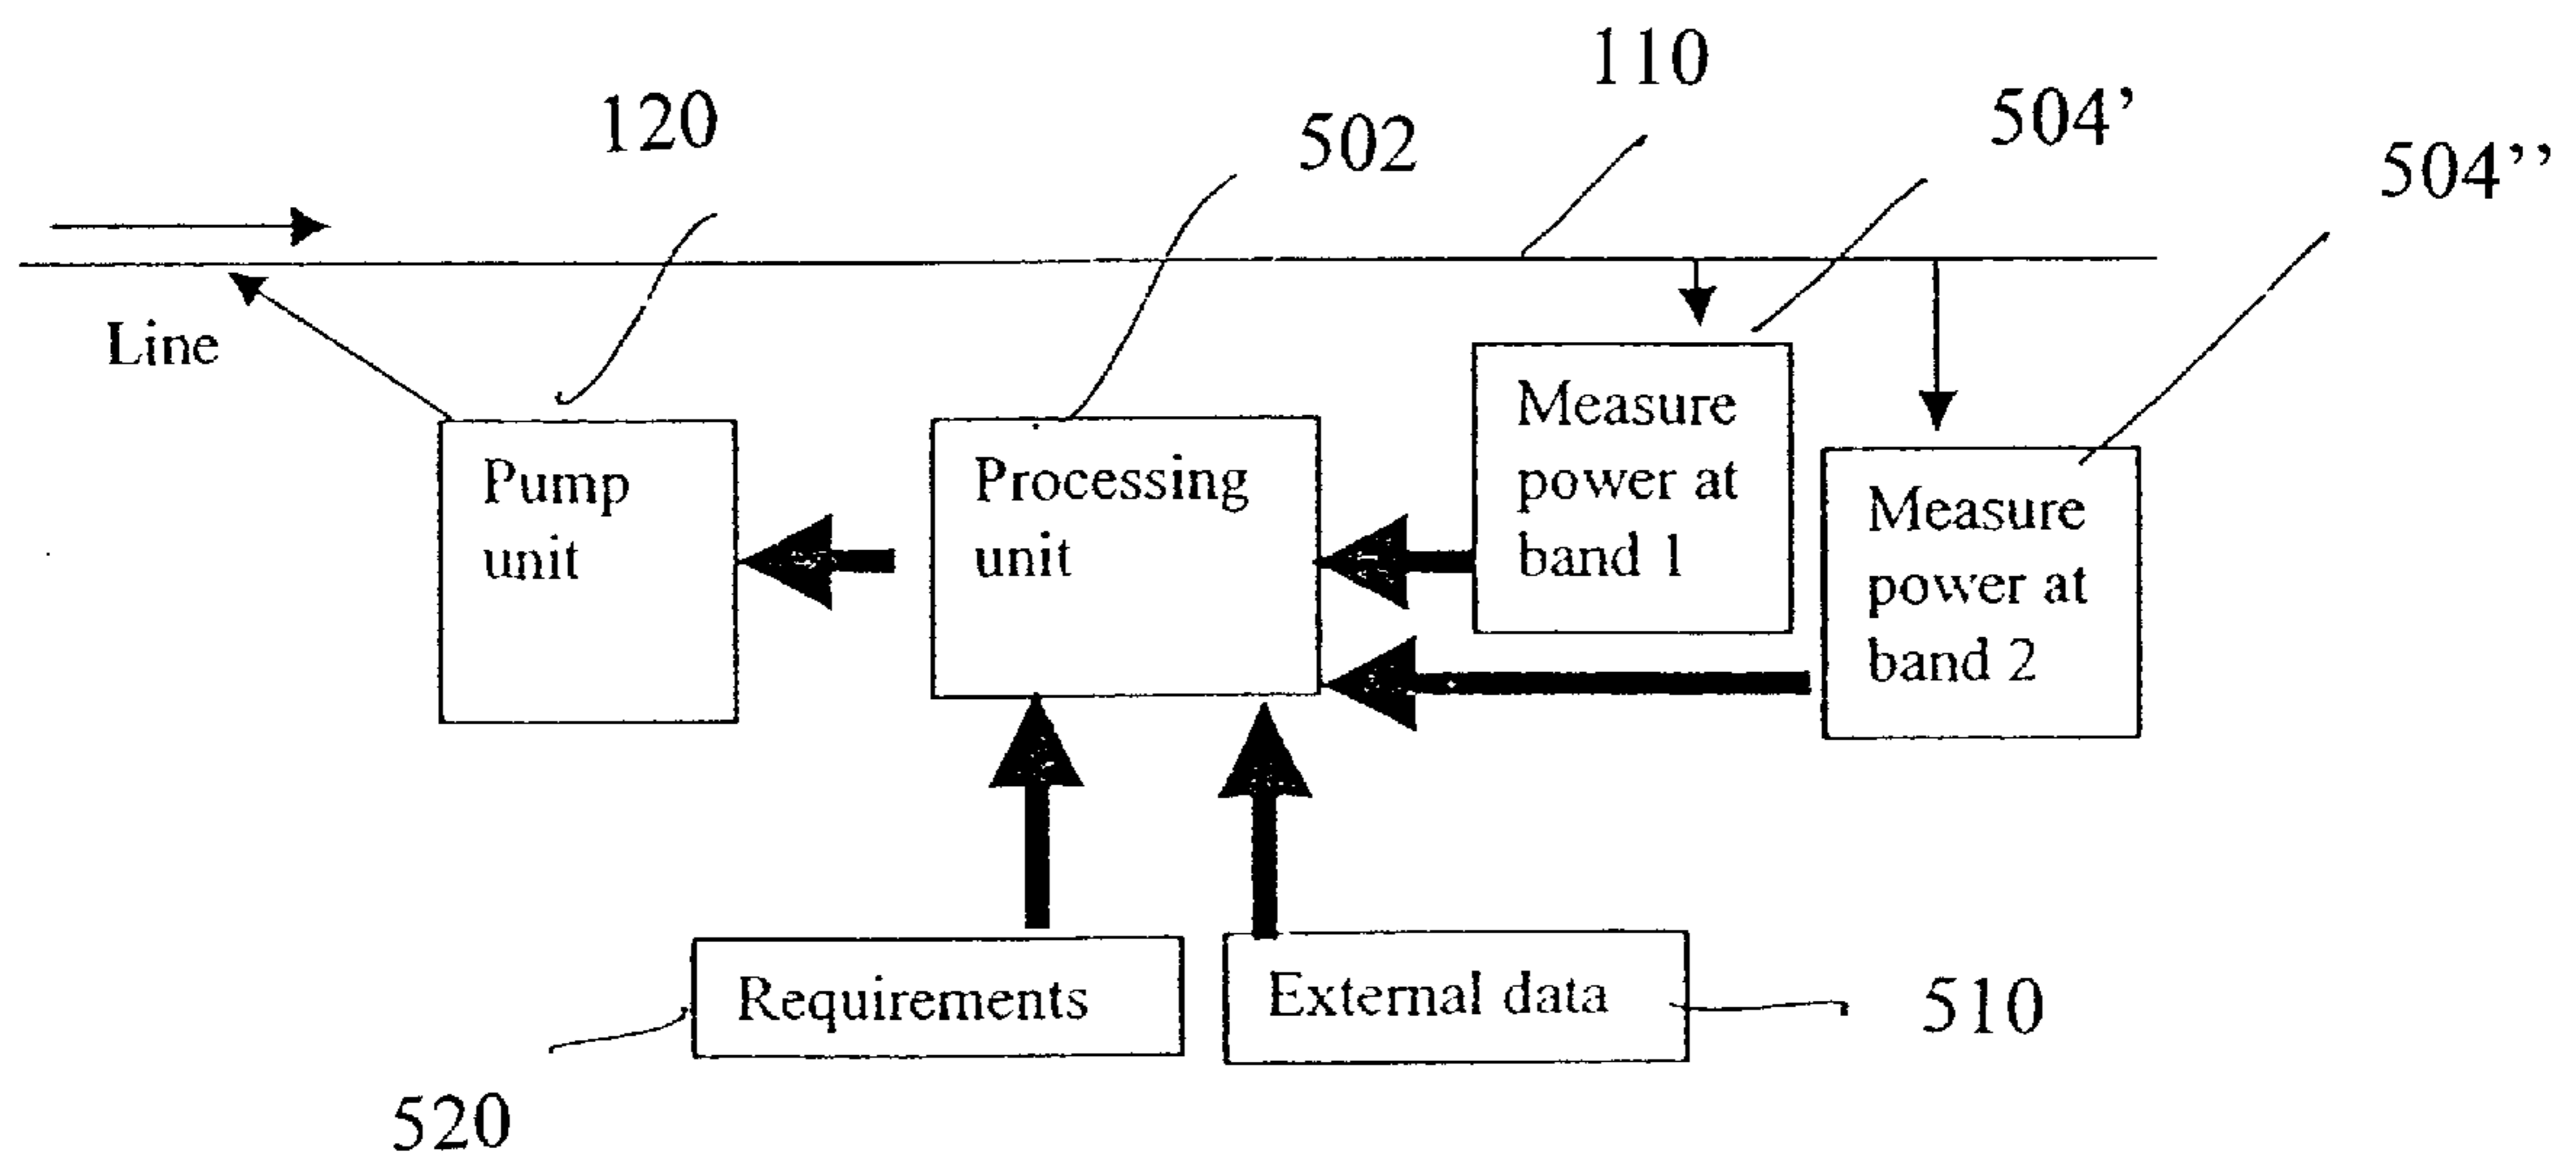 110
120
502
504'
504''
Line
Pump
unit
Processing
unit
Measure
power at
band 1
Measure
power at
band 2
Requirements
External data
510
520